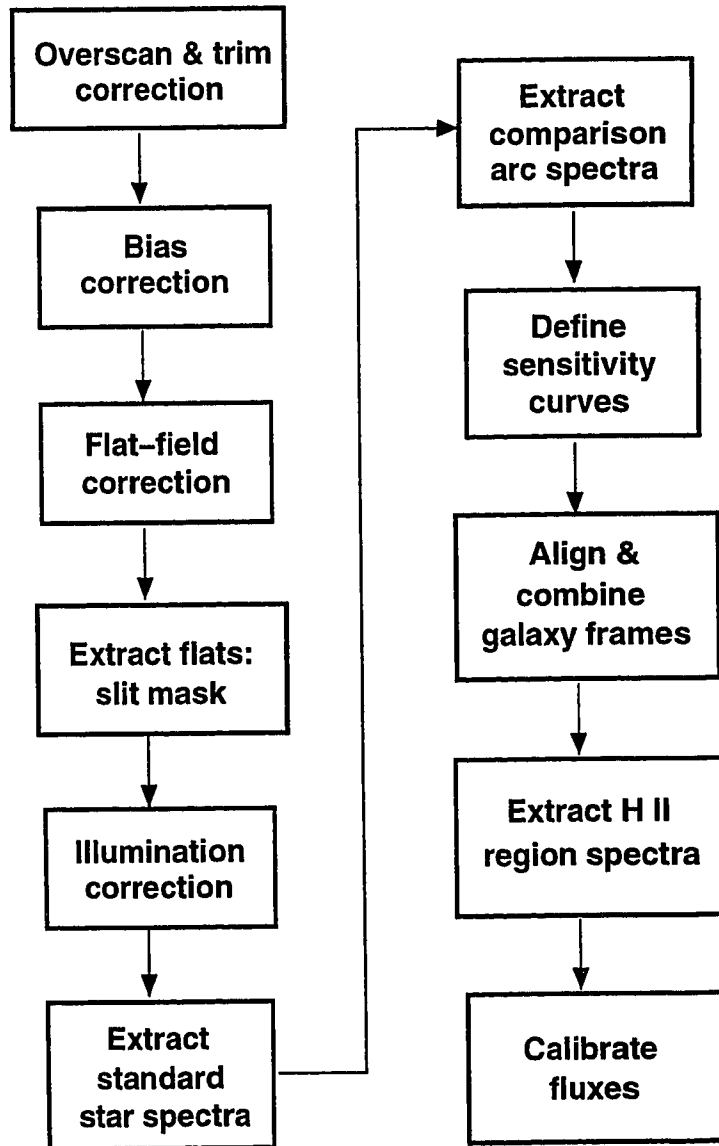 Overscan & trim
correction
Bias
correction
Flat–field
correction
Extract flats:
slit mask
Illumination
correction
Extract
standard
star spectra
Extract
comparison
arc spectra
Define
sensitivity
curves
Align &
combine
galaxy frames
Extract H II
region spectra
Calibrate
fluxes